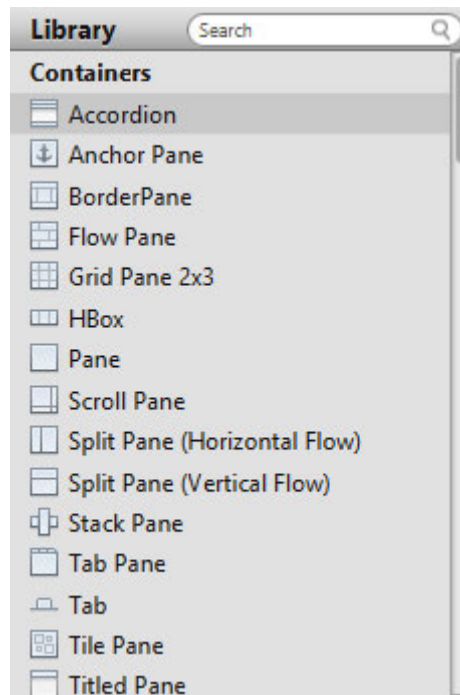 Library Search
Containers
Accordion
Anchor Pane
BorderPane
Flow Pane
Grid Pane 2x3
HBox
Pane
Scroll Pane
Split Pane (Horizontal Flow)
Split Pane (Vertical Flow)
Stack Pane
Tab Pane
Tab
Tile Pane
Titled Pane